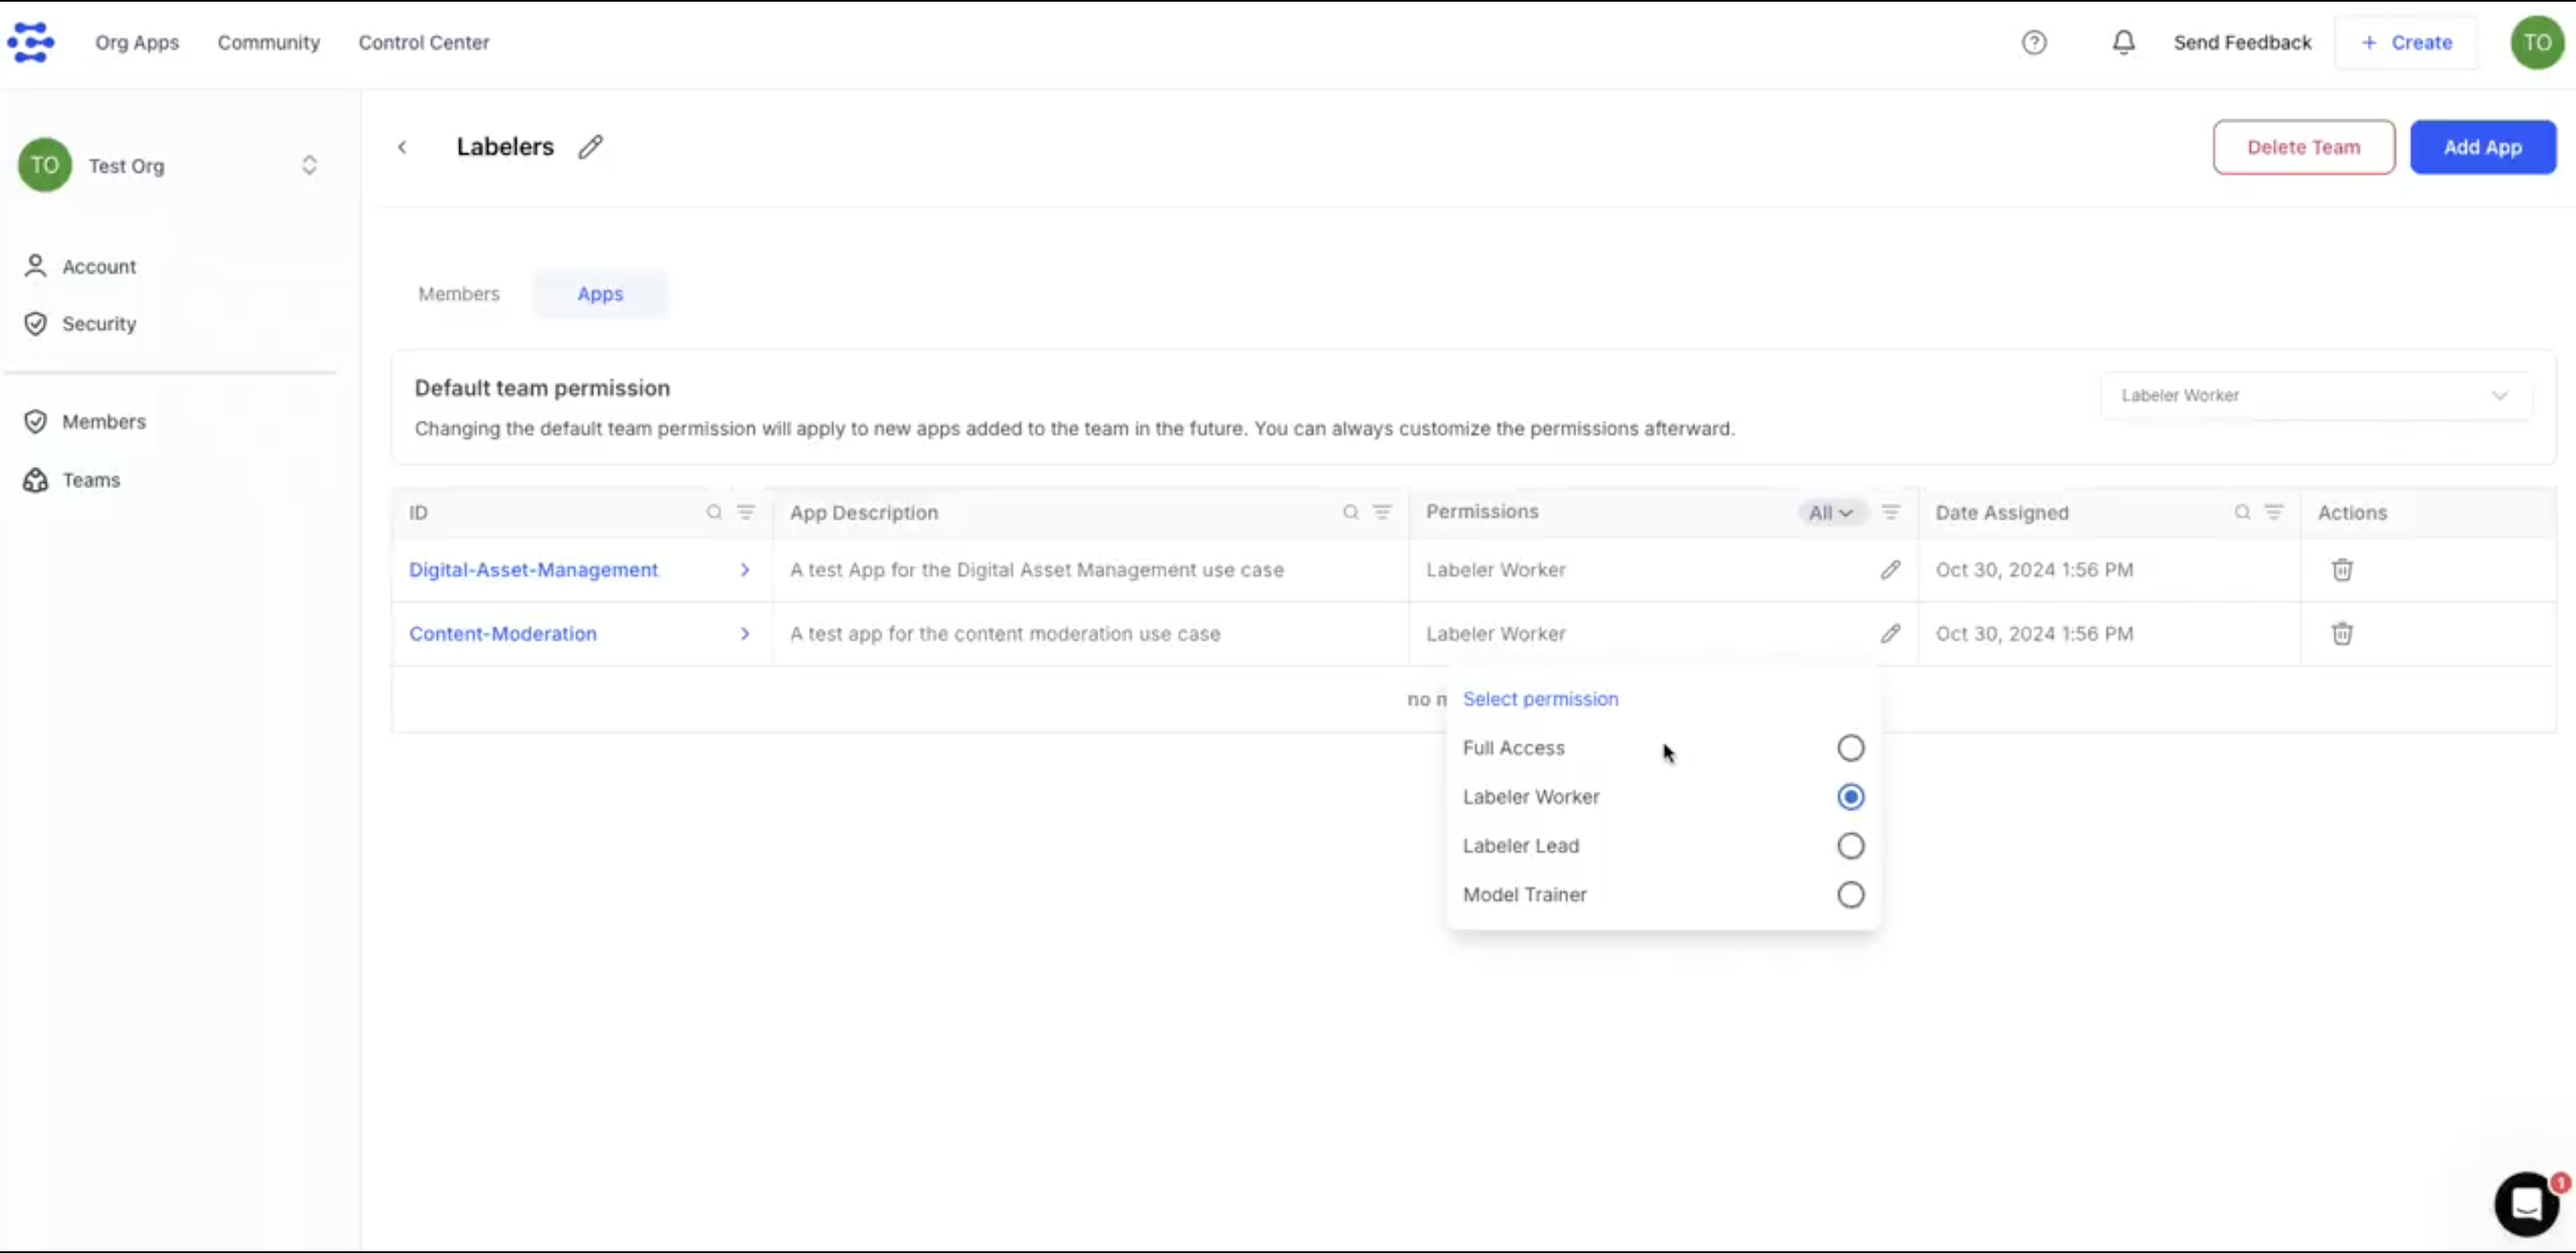 Org Apps Community Control Center Send Feedback + Create TO
TO Test Org
Labelers Delete Team Add App
Account
Security
Members
Teams
Members Apps
Default team permission Labeler Worker
Changing the default team permission will apply to new apps added to the team in the future. You can always customize the permissions afterward.
ID App Description Permissions All Date Assigned Actions
Digital-Asset-Management A test App for the Digital Asset Management use case Labeler Worker Oct 30, 2024 1:56 PM
Content-Moderation A test app for the content moderation use case Labeler Worker Oct 30, 2024 1:56 PM
no
Select permission
Full Access
Labeler Worker
Labeler Lead
Model Trainer
1